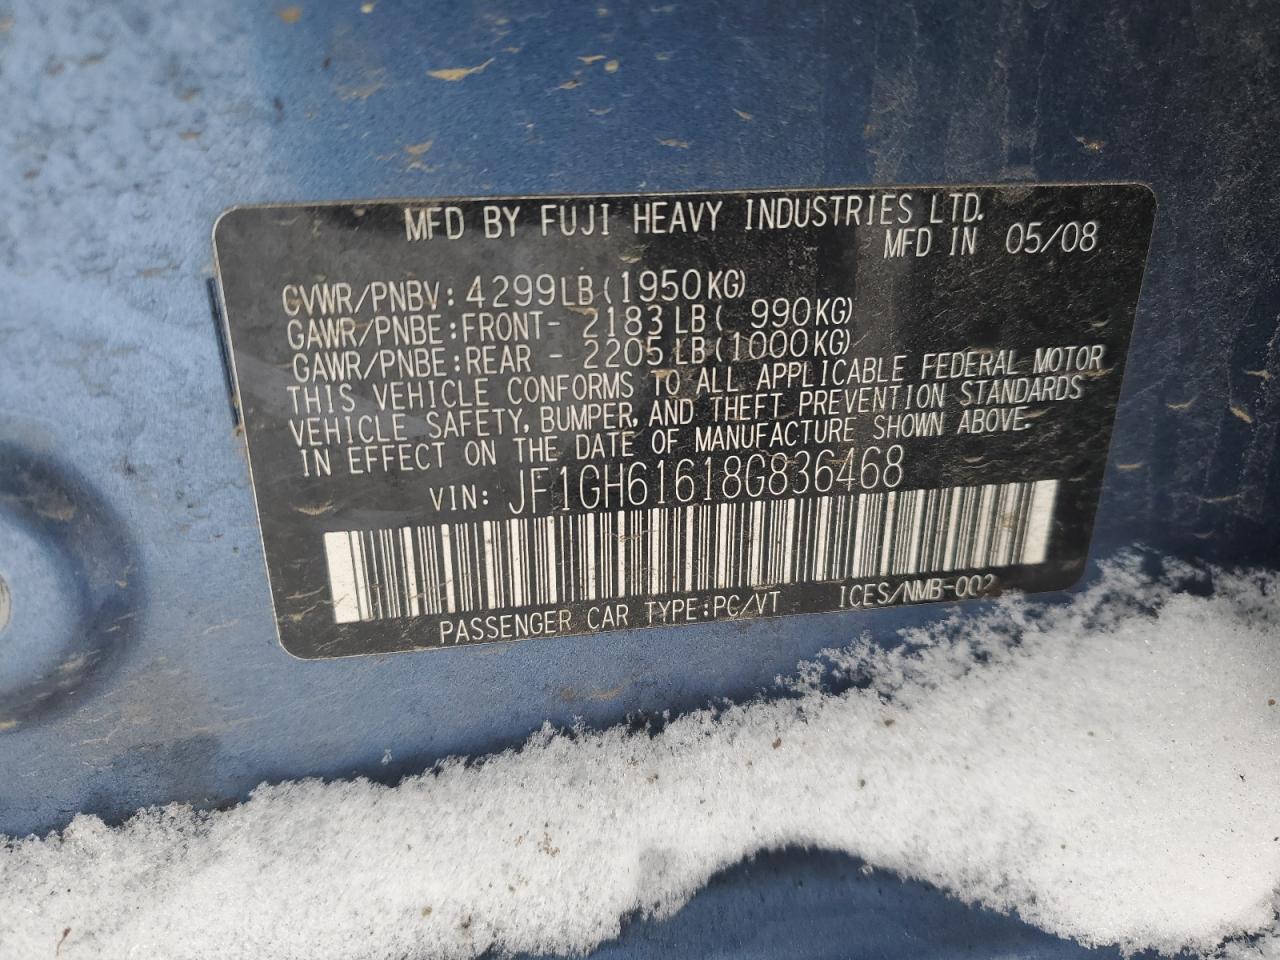 MFD BY FUJI HEAVY INDUSTRIES LTD.
MFD IN 05/08
GVWR/PNBV: 4299LB (1950KG)
GAWR/PNBE:FRONT- 2183LB( 990KG)
GAWR/PNBE:REAR - 2205LB(1000KG)
THIS VEHICLE CONFORMS TO ALL APPLICABLE FEDERAL MOTOR
VEHICLE SAFETY, BUMPER, AND THEFT PREVENTION STANDARDS
IN EFFECT ON THE DATE OF MANUFACTURE SHOWN ABOVE.
VIN: JF1GH61618G836468
PASSENGER CAR TYPE:PC/VT ICES/NMB-002